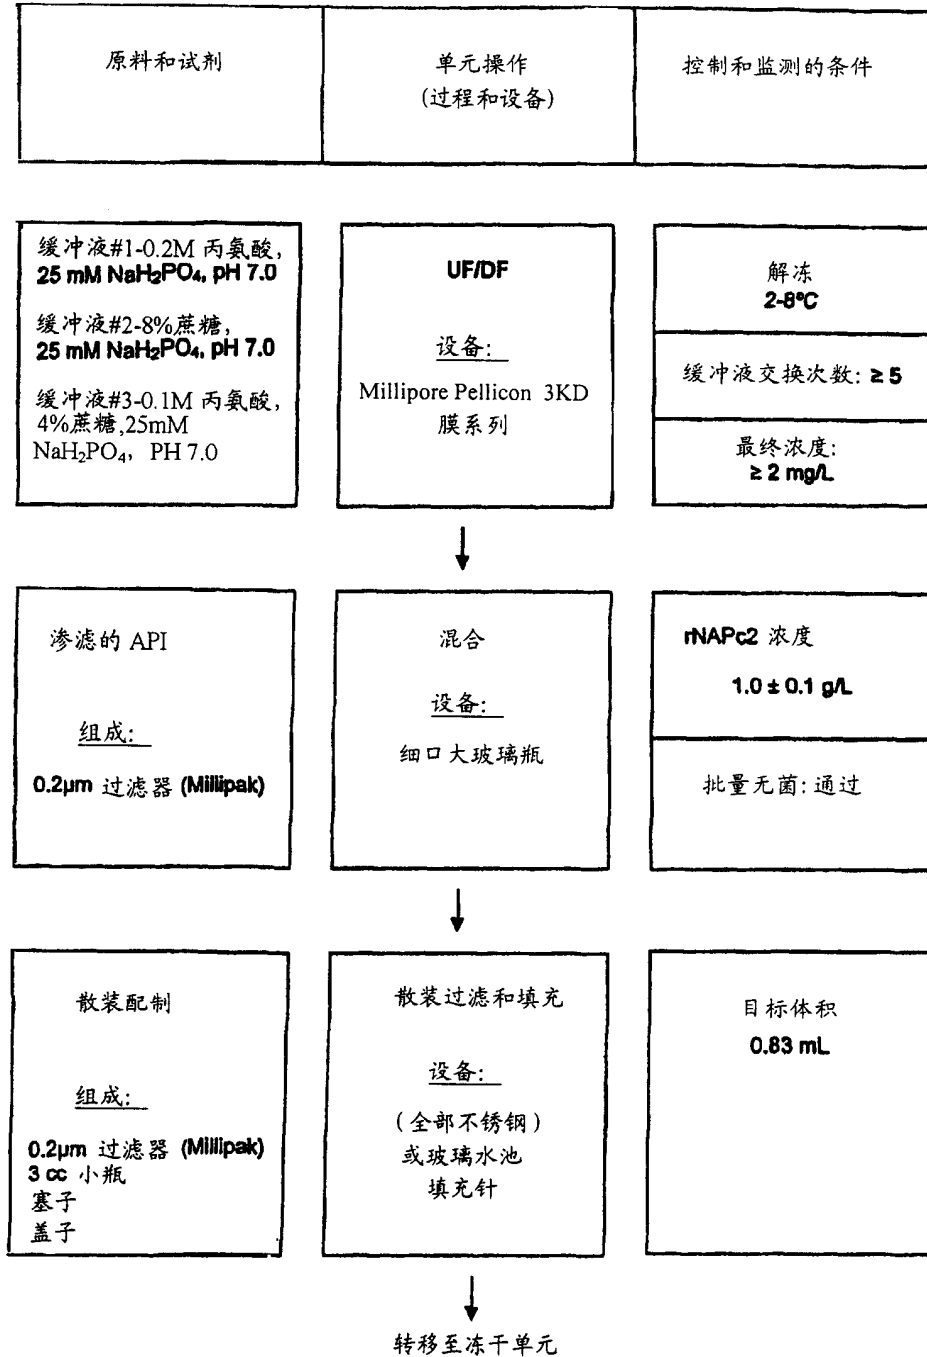 原料和试剂
单元操作
(过程和设备)
控制和监测的条件
缓冲液#1-0.2M 丙氨酸,
25 mM NaH₂PO₄, pH 7.0
缓冲液#2-8%蔗糖,
25 mM NaH₂PO₄, pH 7.0
缓冲液#3-0.1M 丙氨酸,
4%蔗糖,25mM
NaH₂PO₄, PH 7.0
UF/DF
设备:
Millipore Pellicon 3KD
膜系列
解冻
2-8°C
缓冲液交换次数: ≥ 5
最终浓度:
≥ 2 mg/L
渗滤的 API
组成:
0.2μm 过滤器 (Millipak)
混合
设备:
细口大玻璃瓶
rNAPc2 浓度
1.0 ± 0.1 g/L
批量无菌: 通过
散装配制
组成:
0.2μm 过滤器 (Millipak)
3 cc 小瓶
塞子
盖子
散装过滤和填充
设备:
(全部不锈钢)
或玻璃水池
填充针
目标体积
0.83 mL
转移至冻干单元